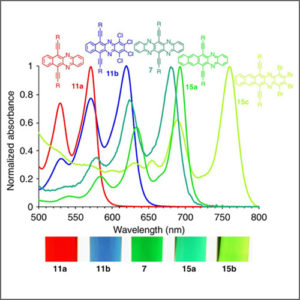 R R R R R
Cl
N N Cl
N N Cl
Cl
N N
N N
N
N
N Br
N Br
R R R R R
11a 11b 7 15a 15c
Normalized absorbance
1
0.8
0.6
0.4
0.2
0
500 550 600 650 700 750 800
Wavelength (nm)
11a 11b 7 15a 15b